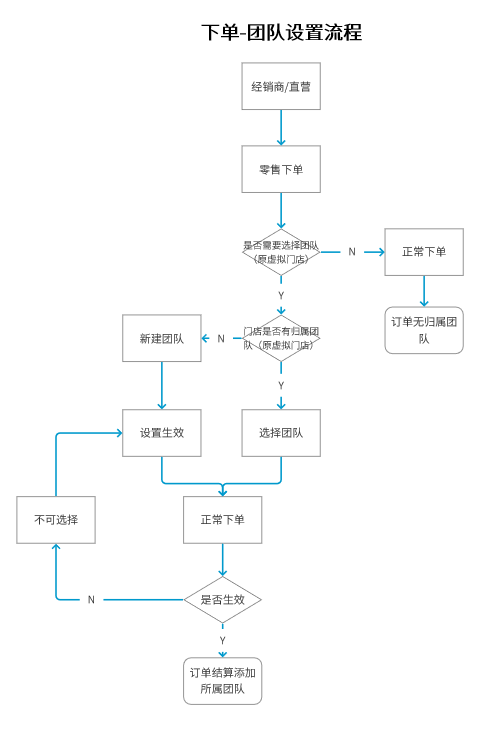 下单-团队设置流程
经销商/直营
零售下单
是否需要选择团队
（原虚拟门店）
N
正常下单
Y
订单无归属团
队
新建团队
N
门店是否有归属团
队（原虚拟门店）
Y
设置生效
选择团队
不可选择
正常下单
N
是否生效
Y
订单结算添加
所属团队